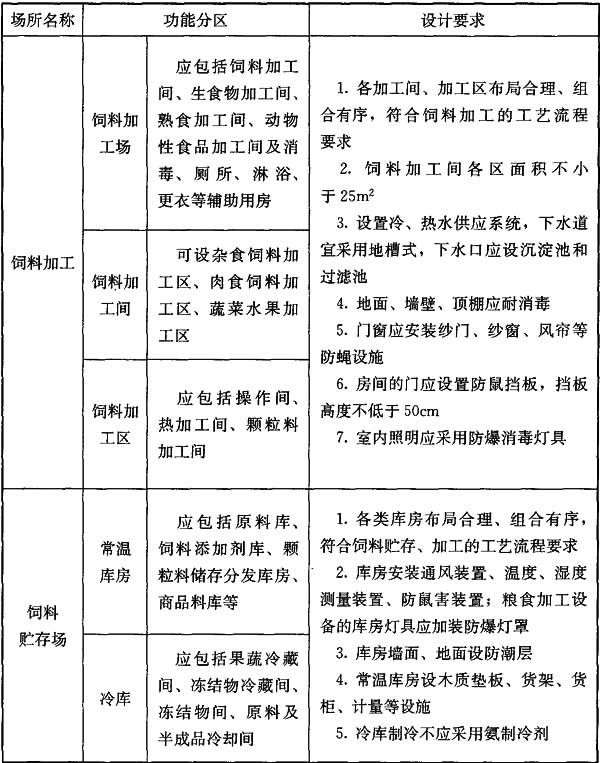 场所名称 功能分区 设计要求
饲料加工
饲料加
工场
应包括饲料加工
间、生食物加工间、
熟食加工间、动物
性食品加工间及消
毒、厕所、淋浴、
更衣等辅助用房
饲料加
工间
可设杂食饲料加
工区、肉食饲料加
工区、蔬菜水果加
工区
饲料加
工区
应包括操作间、
热加工间、颗粒料
加工间
1. 各加工间、加工区布局合理、组
合有序，符合饲料加工的工艺流程
要求
2. 饲料加工间各区面积不小
于25m²
3. 设置冷、热水供应系统，下水道
宜采用地槽式，下水口应设沉淀池和
过滤池
4. 地面、墙壁、顶棚应耐消毒
5. 门窗应安装纱门、纱窗、风帘等
防蝇设施
6. 房间的门应设置防鼠挡板，挡板
高度不低于50cm
7. 室内照明应采用防爆消毒灯具
饲料
贮存场
常温
库房
应包括原料库、
饲料添加剂库、颗
粒料储存分发库房、
商品料库等
冷库
应包括果蔬冷藏
间、冻结物冷藏间、
冻结物间、原料及
半成品冷却间
1. 各类库房布局合理、组合有序，
符合饲料贮存、加工的工艺流程要求
2. 库房安装通风装置、温度、湿度
测量装置、防鼠害装置；粮食加工设
备的库房灯具应加装防爆灯罩
3. 库房墙面、地面设防潮层
4. 常温库房设木质垫板、货架、货
柜、计量等设施
5. 冷库制冷不应采用氨制冷剂